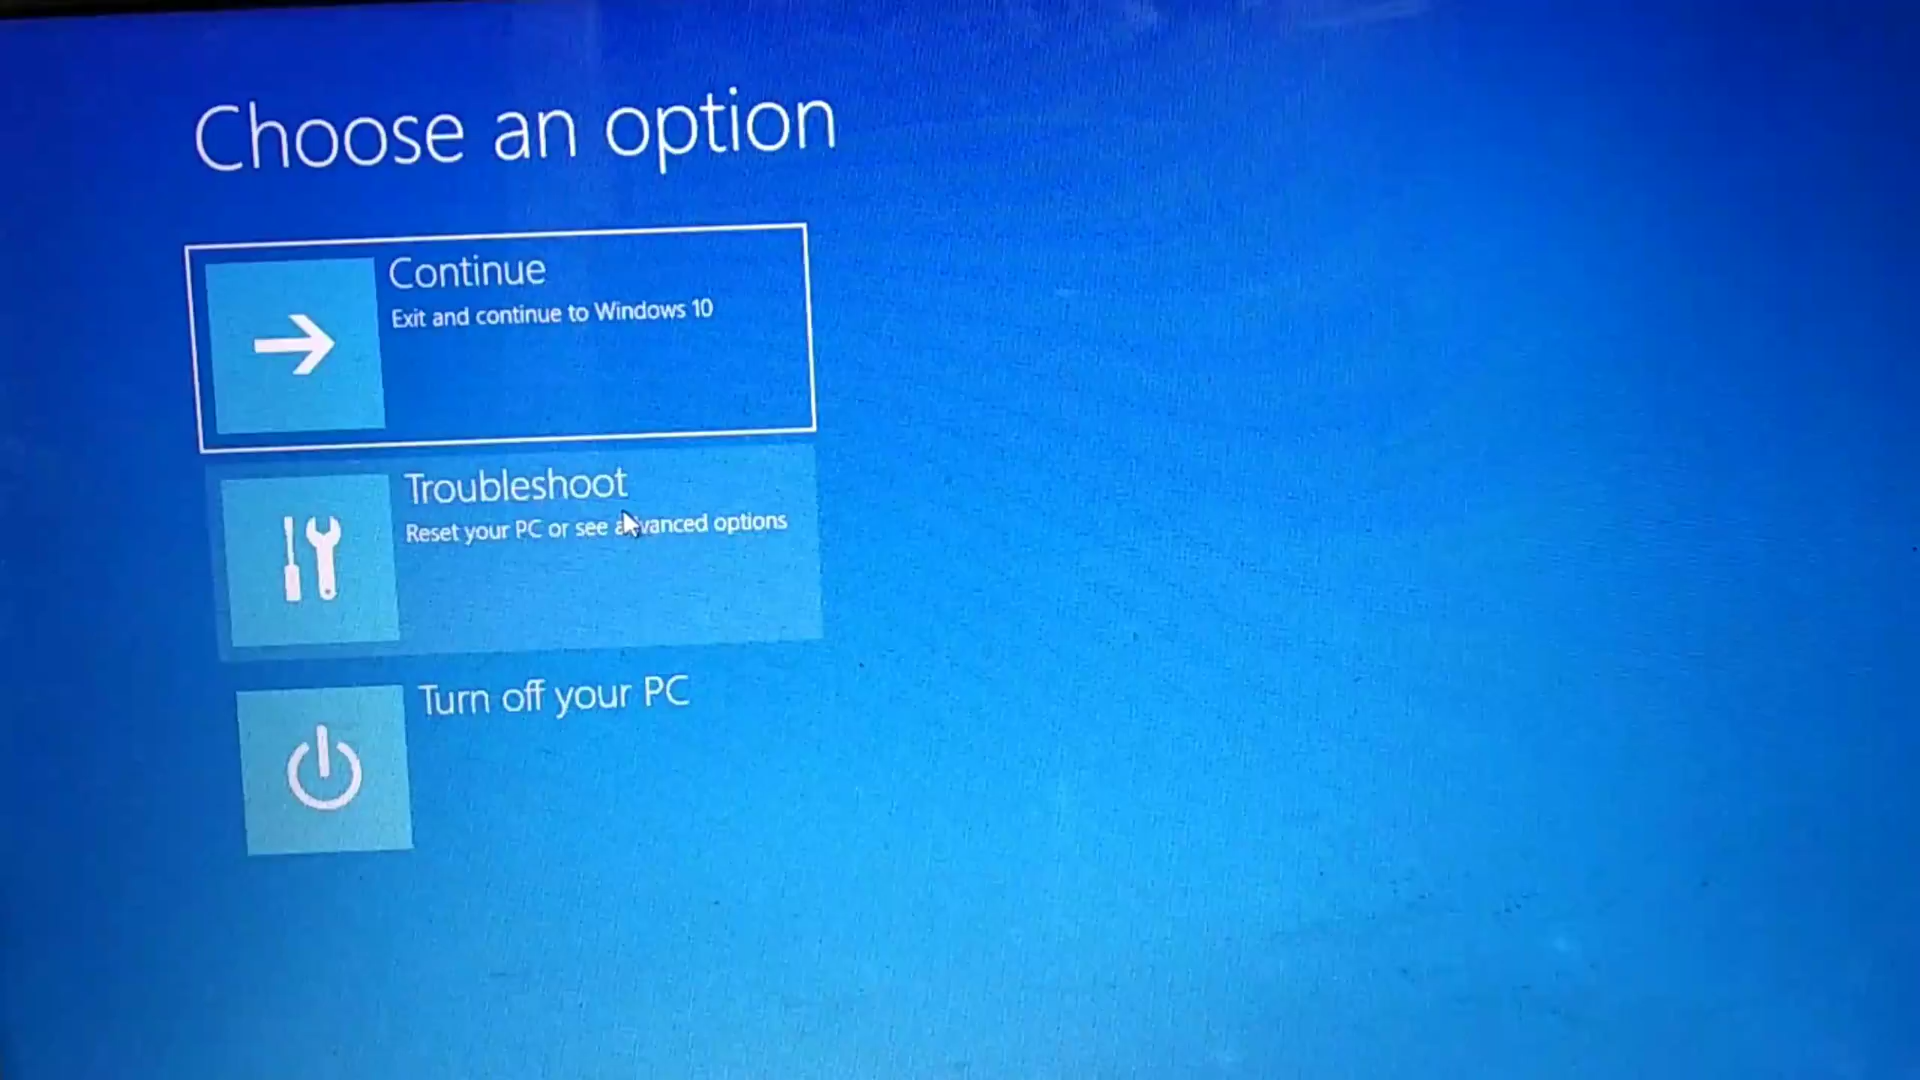 Choose an option
Continue
Exit and continue to Windows 10
Troubleshoot
Reset your PC or see advanced options
Turn off your PC